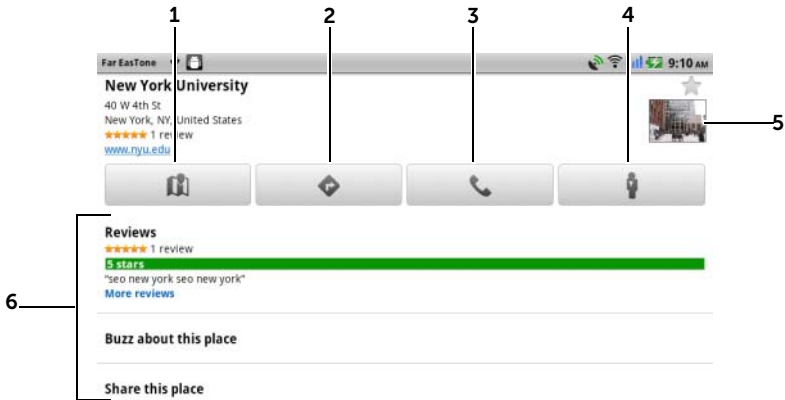 1 2 3 4
Far EasTone 9:10 AM
New York University
40 W 4th St
New York, NY, United States
1 review
www.nyu.edu
5
Reviews
1 review
5 stars
"seo new york seo new york"
More reviews
6
Buzz about this place
Share this place